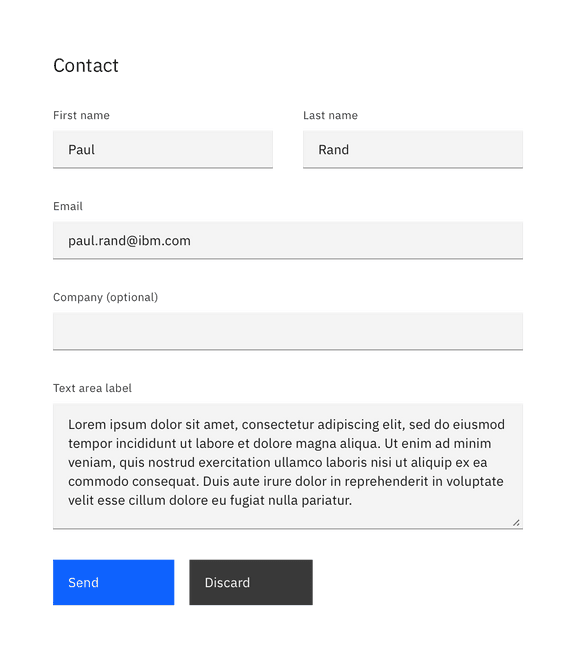 Contact
First name
Last name
Paul
Rand
Email
paul.rand@ibm.com
Company (optional)
Text area label
Lorem ipsum dolor sit amet, consectetur adipiscing elit, sed do eiusmod
tempor incididunt ut labore et dolore magna aliqua. Ut enim ad minim
veniam, quis nostrud exercitation ullamco laboris nisi ut aliquip ex ea
commodo consequat. Duis aute irure dolor in reprehenderit in voluptate
velit esse cillum dolore eu fugiat nulla pariatur.
Send
Discard